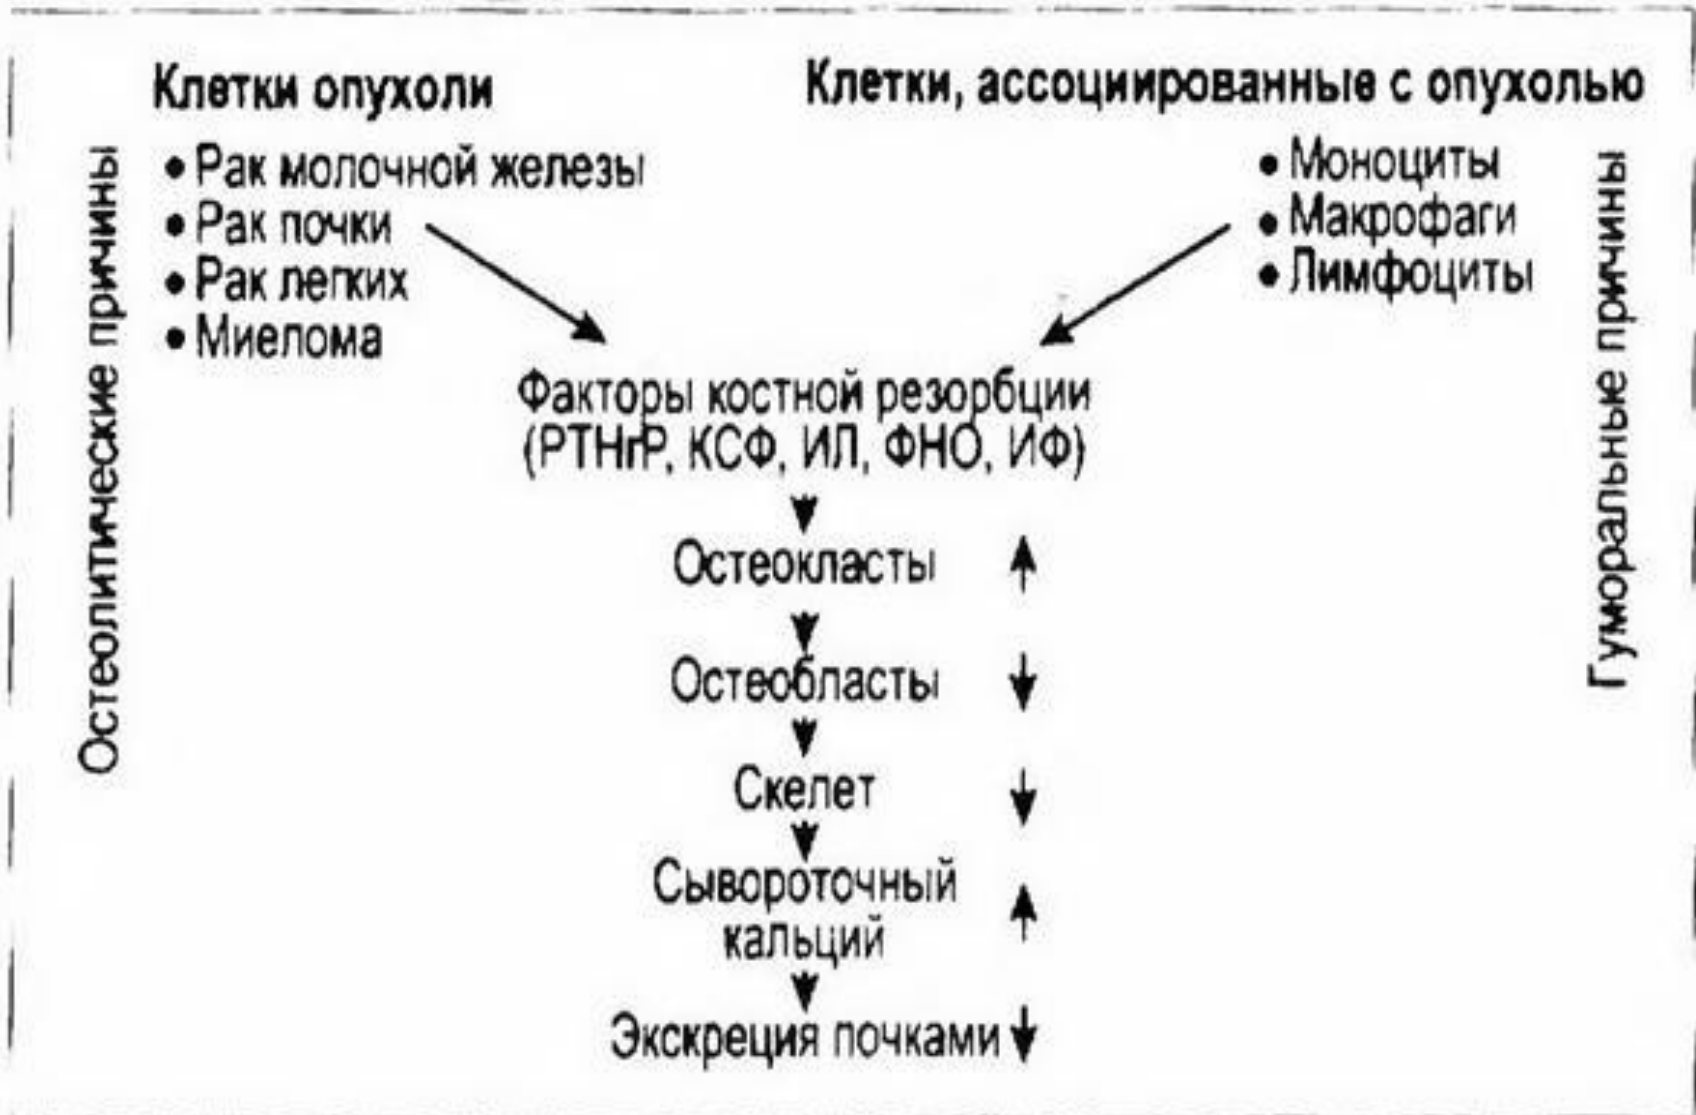 Клетки опухоли
• Рак молочной железы
• Рак почки
• Рак легких
• Миелома
Клетки, ассоциированные с опухолью
• Моноциты
• Макрофаги
• Лимфоциты
Остеолитические причины
Гуморальные причины
Факторы костной резорбции
(PTHrP, КСФ, ИЛ, ФНО, ИФ)
Остеокласты
Остеобласты
Скелет
Сывороточный
кальций
Экскреция почками